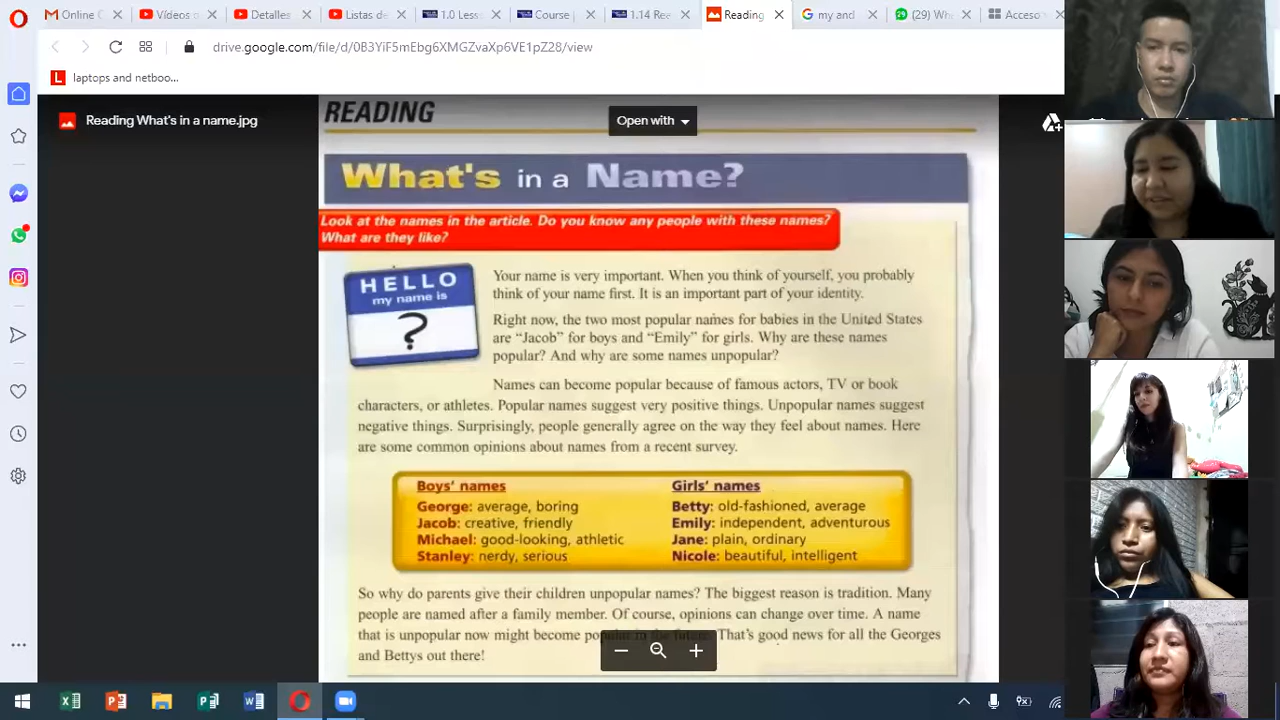 Online C
Vídeos t
Detalles
Listas de
1.0 Less
Course
1.14 Rea
Reading
my and
(29) Wh
Acceso
drive.google.com/file/d/0B3YiF5mEbg6XMGZvaXp6VE1pZ28/view
L laptops and netboo...
Reading What's in a name.jpg
Open with
READING
What's in a Name?
Look at the names in the article. Do you know any people with these names?
What are they like?
HELLO
my name is
?
Your name is very important. When you think of yourself, you probably
think of your name first. It is an important part of your identity.
Right now, the two most popular names for babies in the United States
are “Jacob” for boys and “Emily” for girls. Why are these names
popular? And why are some names unpopular?
Names can become popular because of famous actors, TV or book
characters, or athletes. Popular names suggest very positive things. Unpopular names suggest
negative things. Surprisingly, people generally agree on the way they feel about names. Here
are some common opinions about names from a recent survey.
Boys’ names
George: average, boring
Jacob: creative, friendly
Michael: good-looking, athletic
Stanley: nerdy, serious
Girls’ names
Betty: old-fashioned, average
Emily: independent, adventurous
Jane: plain, ordinary
Nicole: beautiful, intelligent
So why do parents give their children unpopular names? The biggest reason is tradition. Many
people are named after a family member. Of course, opinions can change over time. A name
that is unpopular now might become popular in the future. That’s good news for all the Georges
and Bettys out there!